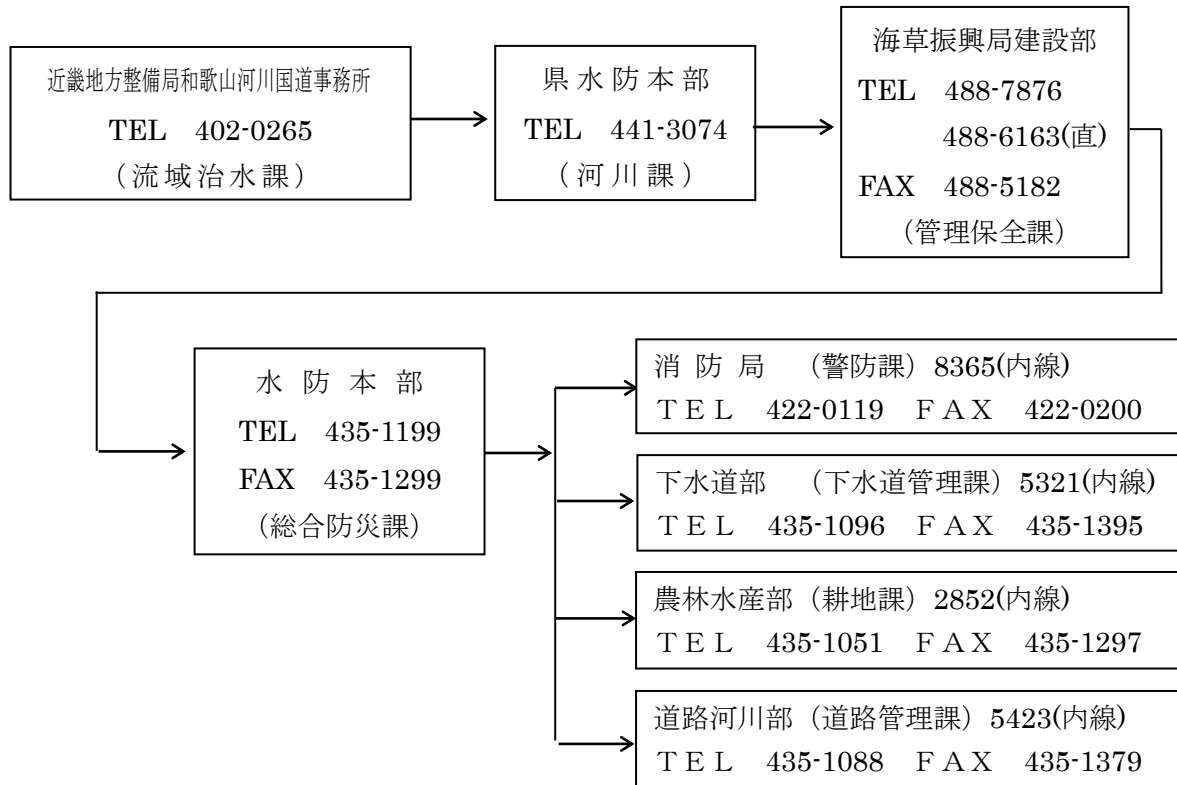 近畿地方整備局和歌山河川国道事務所
TEL 402-0265
（流域治水課）
県水防本部
TEL 441-3074
（河川課）
海草振興局建設部
TEL 488-7876
488-6163(直)
FAX 488-5182
（管理保全課）
水防本部
TEL 435-1199
FAX 435-1299
（総合防災課）
消防局 （警防課）8365(内線)
ＴＥＬ 422-0119 ＦＡＸ 422-0200
下水道部 （下水道管理課）5321(内線)
ＴＥＬ 435-1096 ＦＡＸ 435-1395
農林水産部（耕地課）2852(内線)
ＴＥＬ 435-1051 ＦＡＸ 435-1297
道路河川部（道路管理課）5423(内線)
ＴＥＬ 435-1088 ＦＡＸ 435-1379